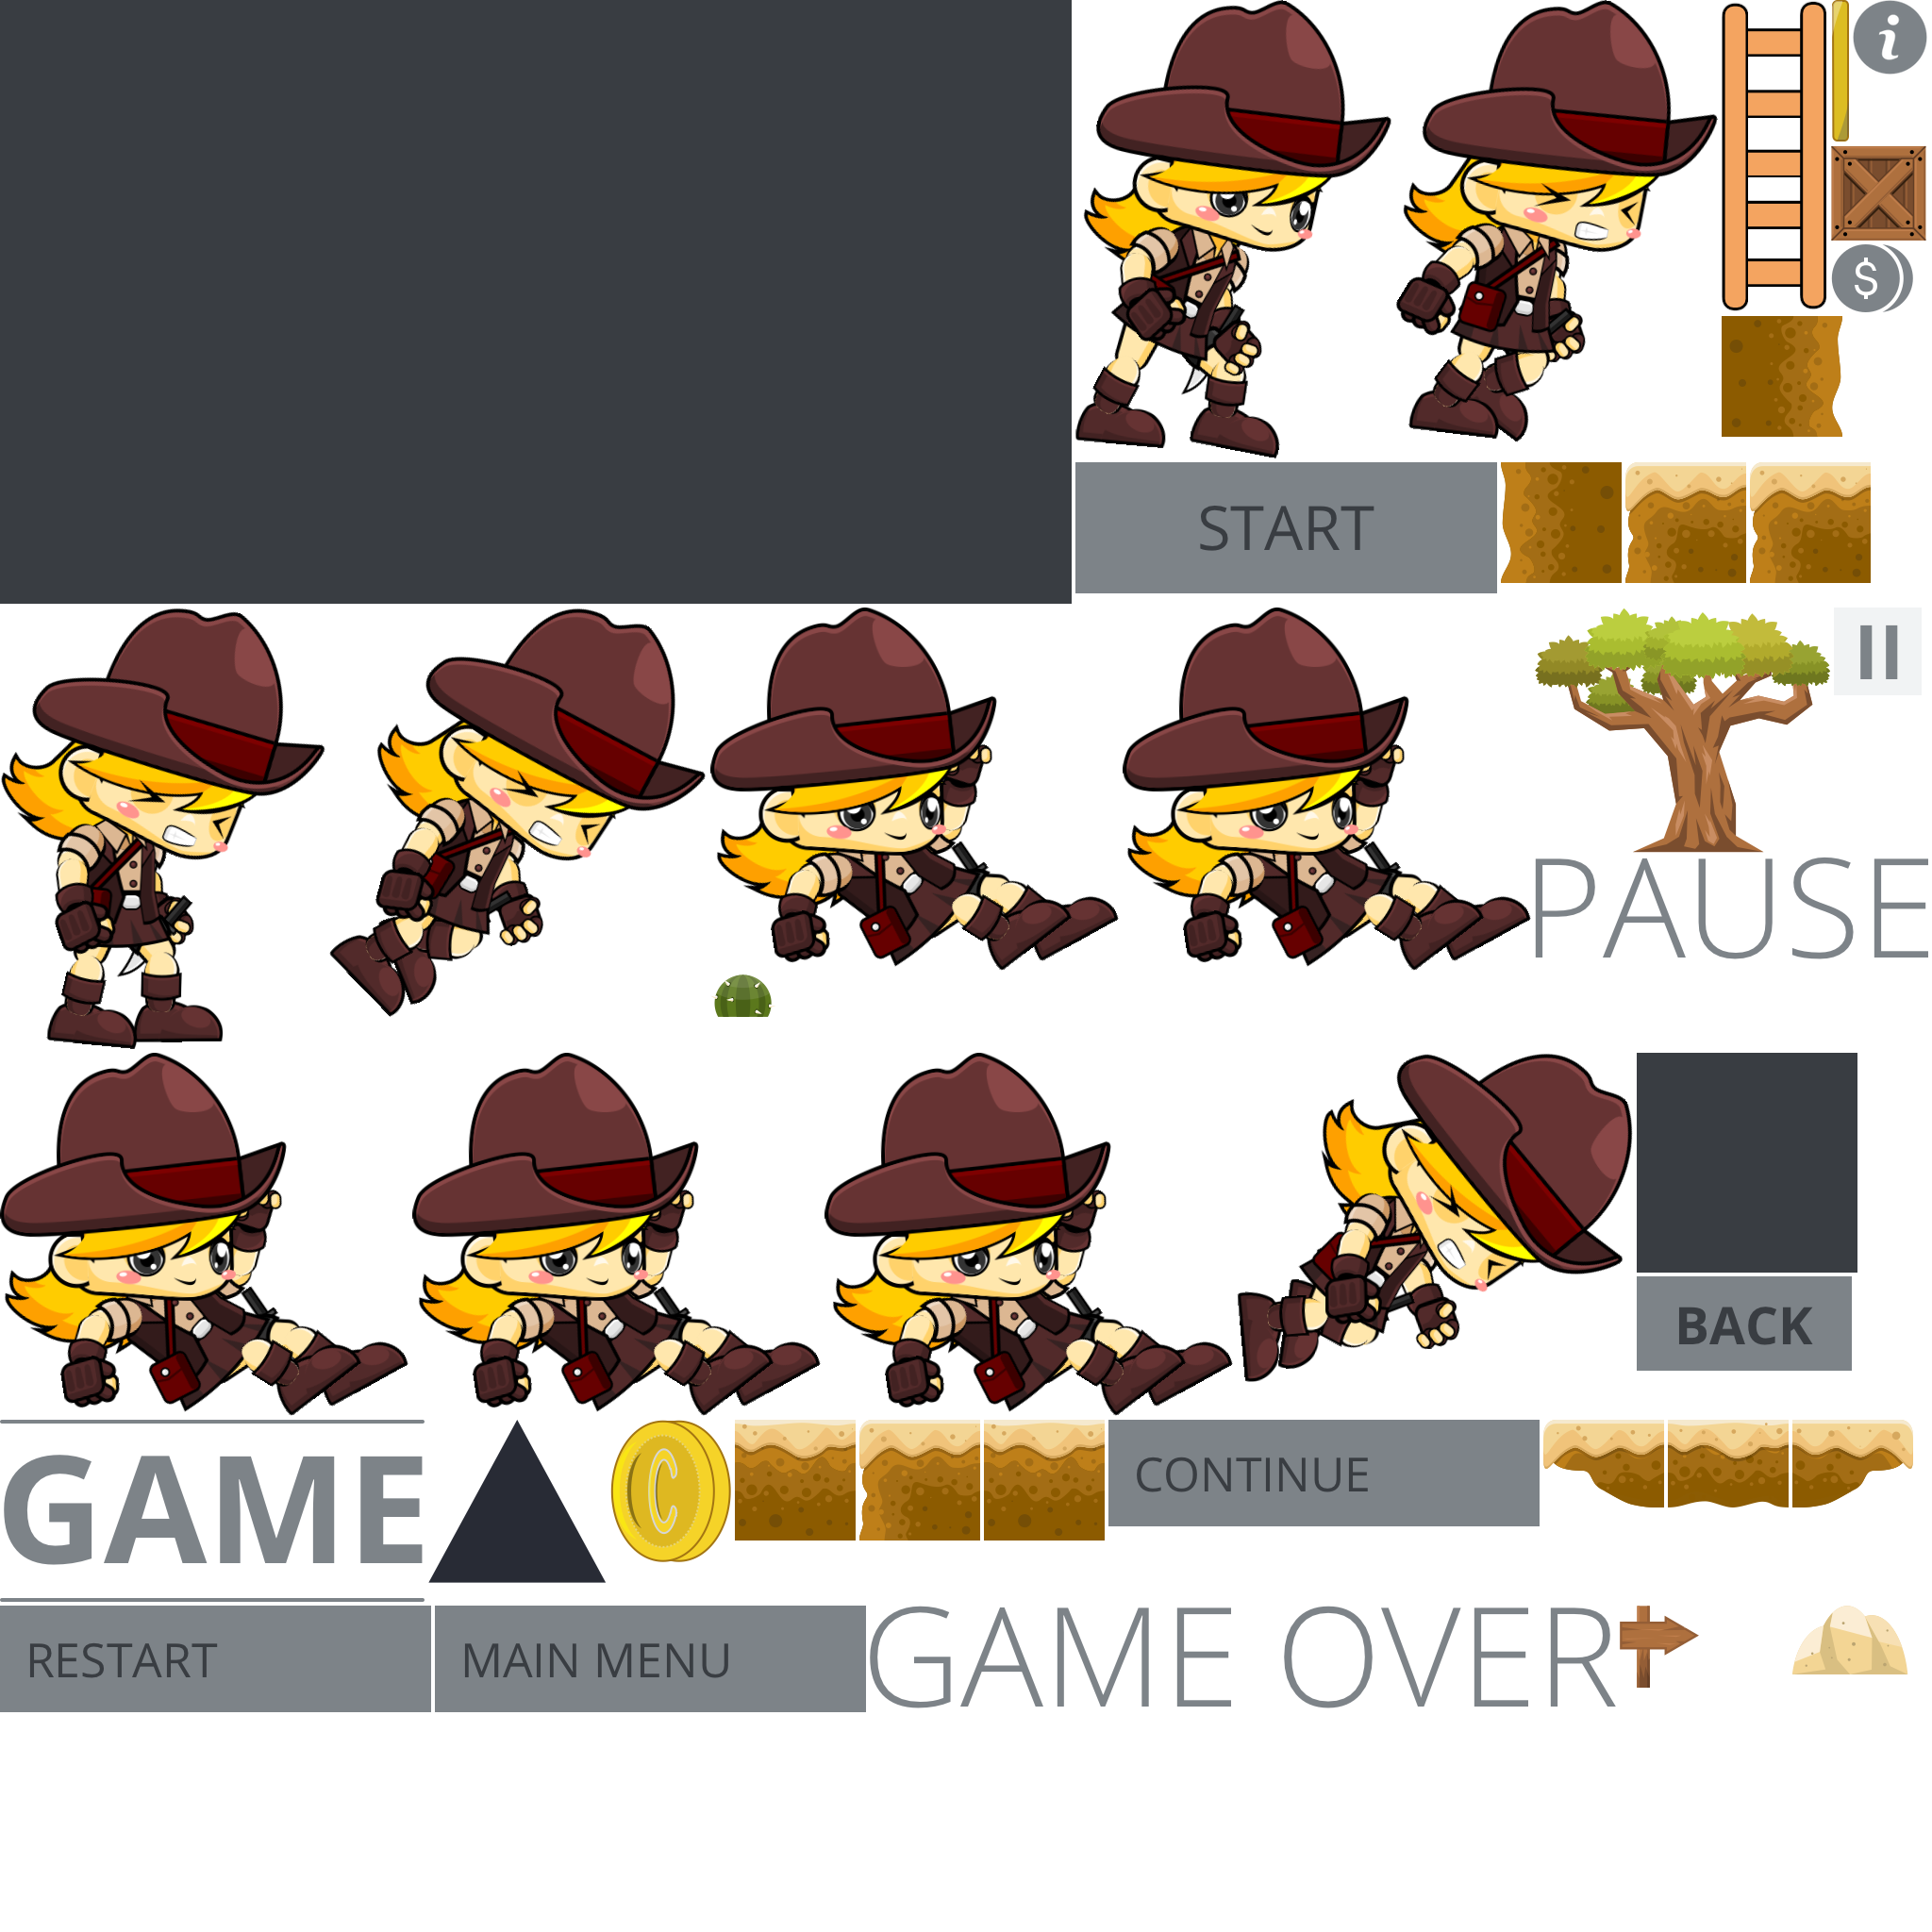 i
$
START
PAUSE
BACK
GAME
C
CONTINUE
RESTART
MAIN MENU
GAME OVER